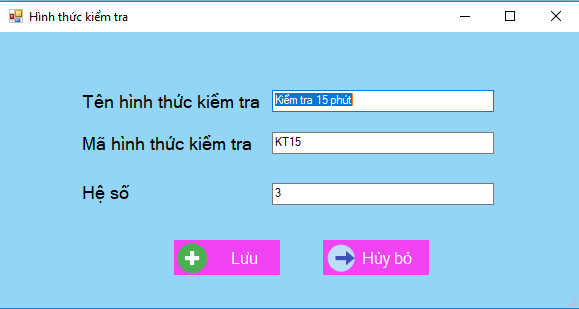 Hình thức kiểm tra
Tên hình thức kiểm tra Kiểm tra 15 phút
Mã hình thức kiểm tra KT15
Hệ số 3
Lưu Hủy bỏ